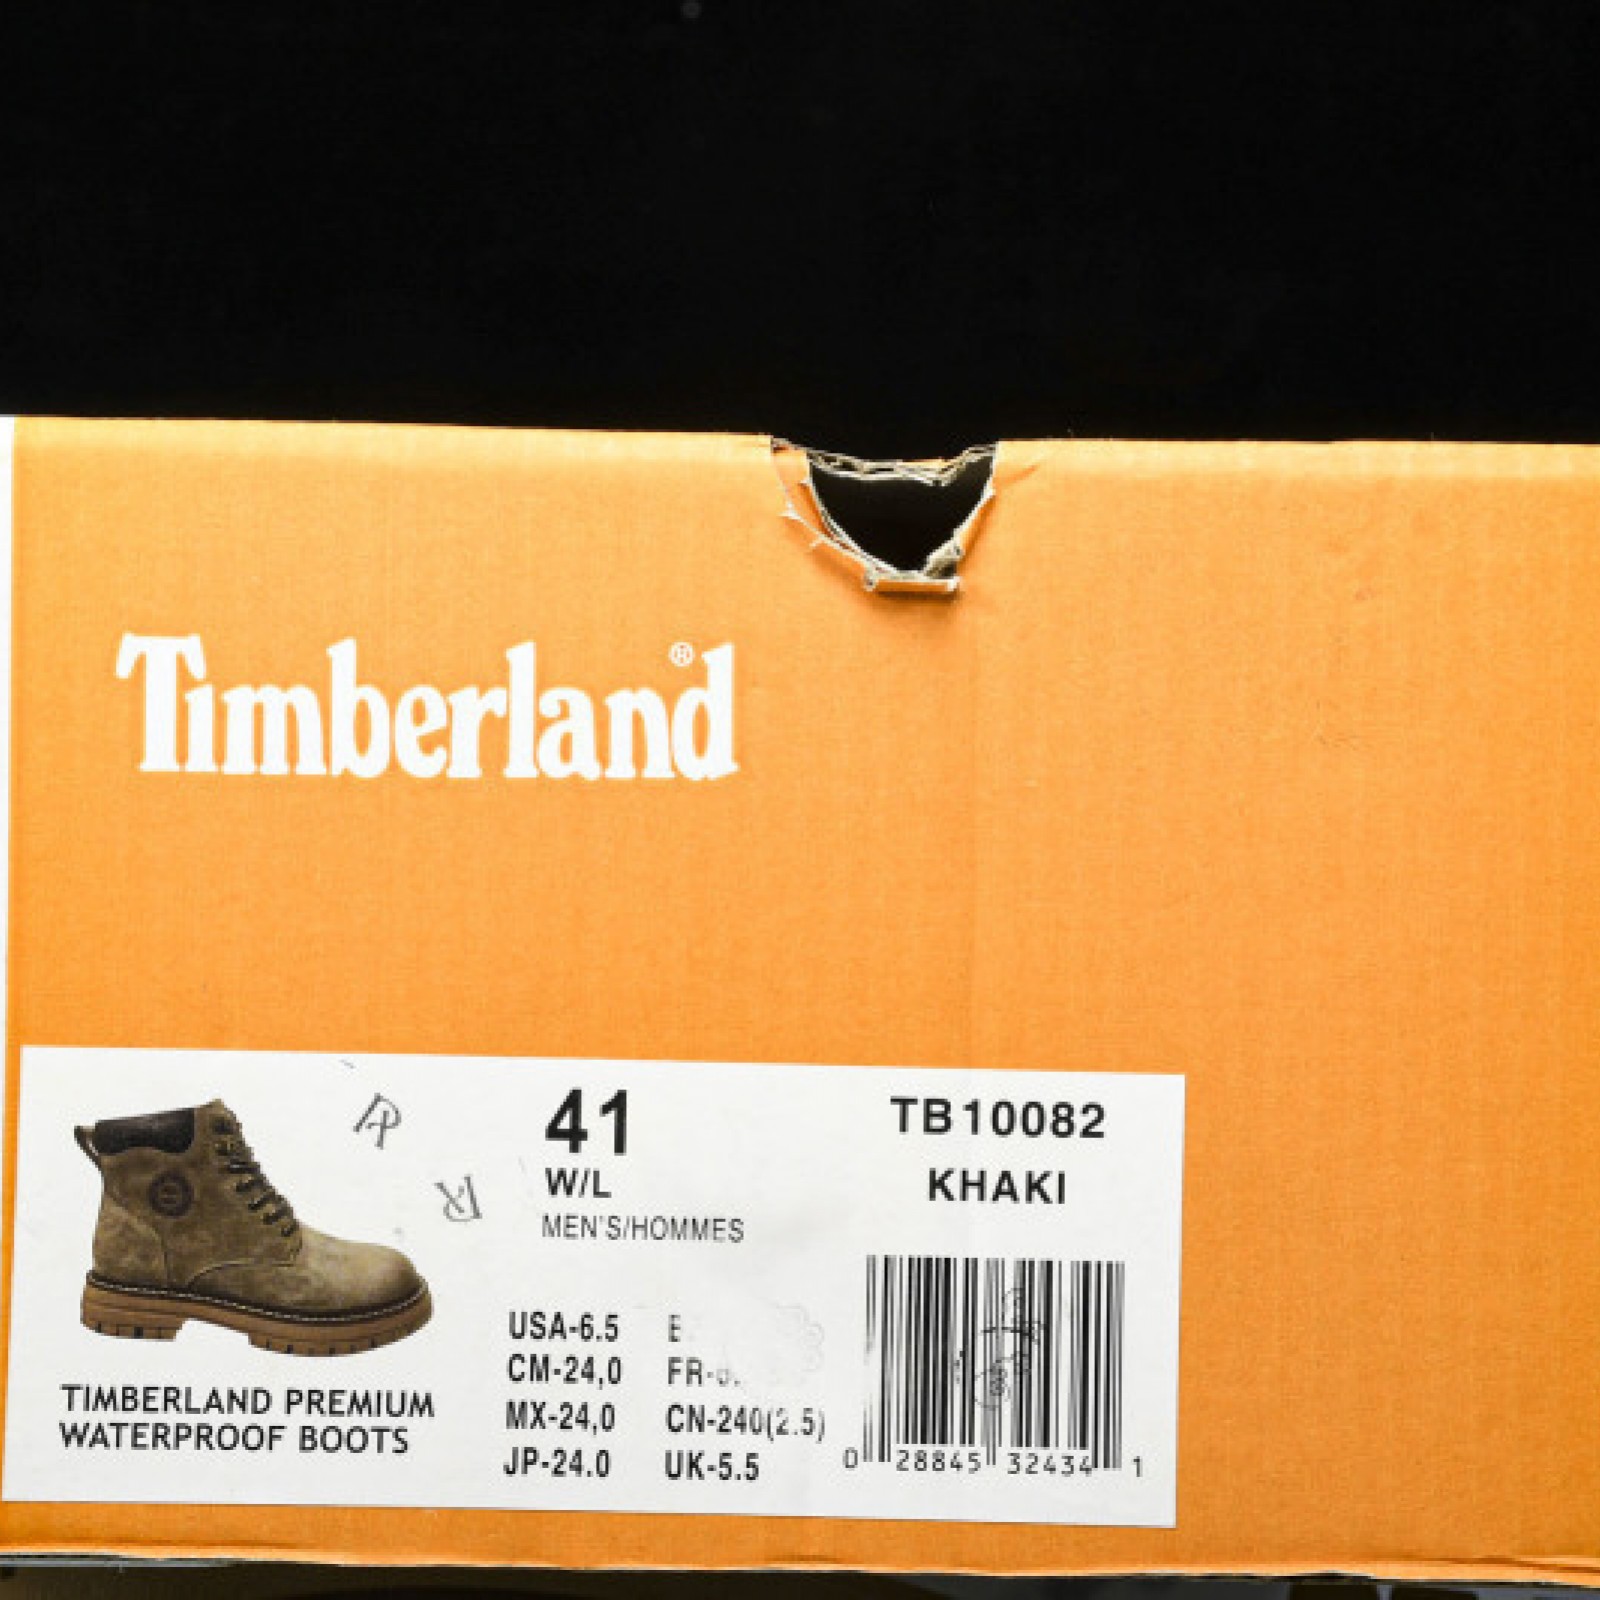 Timberland®
41
W/L
MEN'S/HOMMES
TB10082
KHAKI
TIMBERLAND PREMIUM
WATERPROOF BOOTS
USA-6.5
CM-24,0
FR-
MX-24,0
CN-240(2.5)
JP-24.0
UK-5.5
0 28845 32434 1